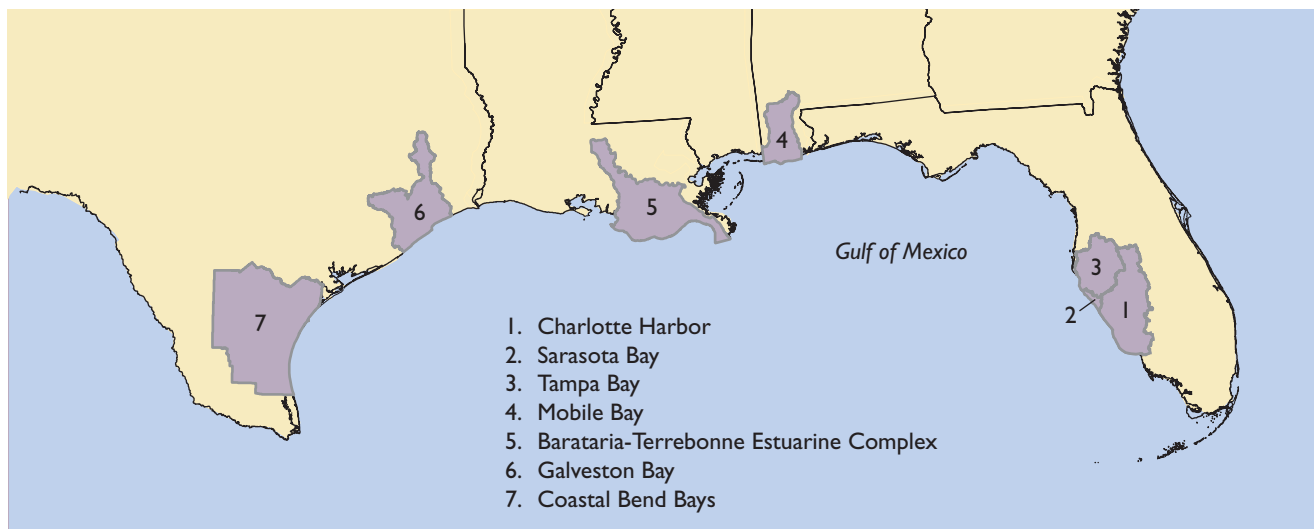 4
6
5
Gulf of Mexico
3
7
2
1
1. Charlotte Harbor
2. Sarasota Bay
3. Tampa Bay
4. Mobile Bay
5. Barataria-Terrebonne Estuarine Complex
6. Galveston Bay
7. Coastal Bend Bays